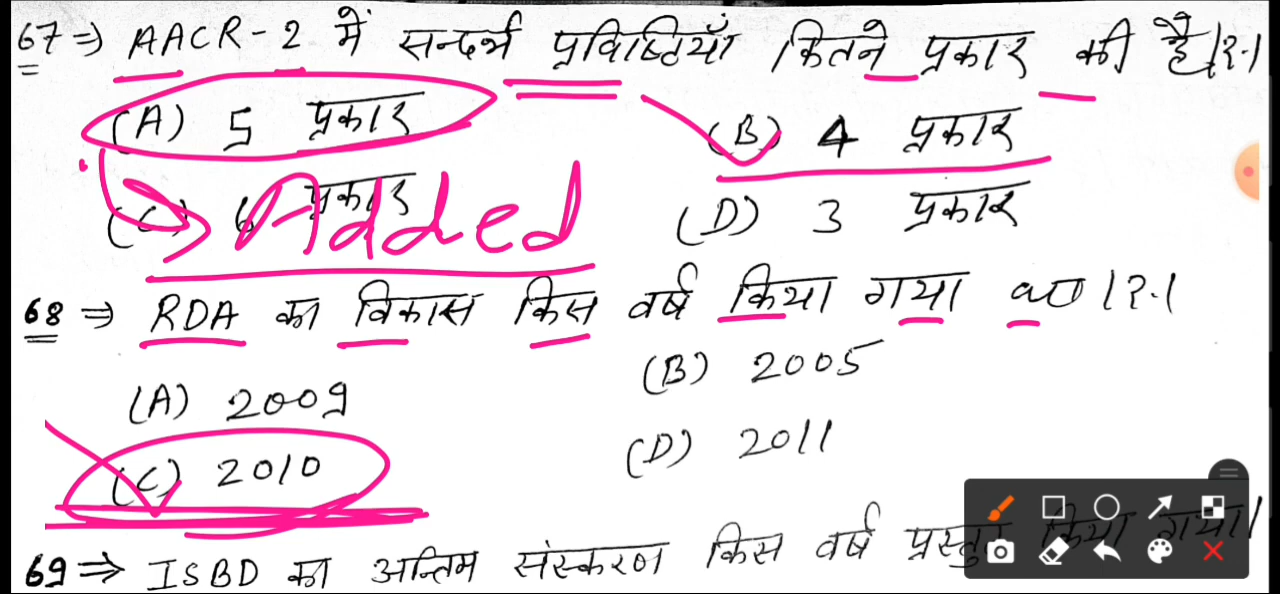 67⇒ AACR-2 में सन्दर्भ प्रविष्टियाँ कितने प्रकार की है।?.।
(A) 5 प्रकार (B) 4 प्रकार
(C) 6 प्रकार (D) 3 प्रकार
Added
68 ⇒ RDA का विकास किस वर्ष किया गया था।?.।
(A) 2009 (B) 2005
(C) 2010 (D) 2011
69⇒ ISBD का अन्तिम संस्करण किस वर्ष प्रस्तुत किया गया।